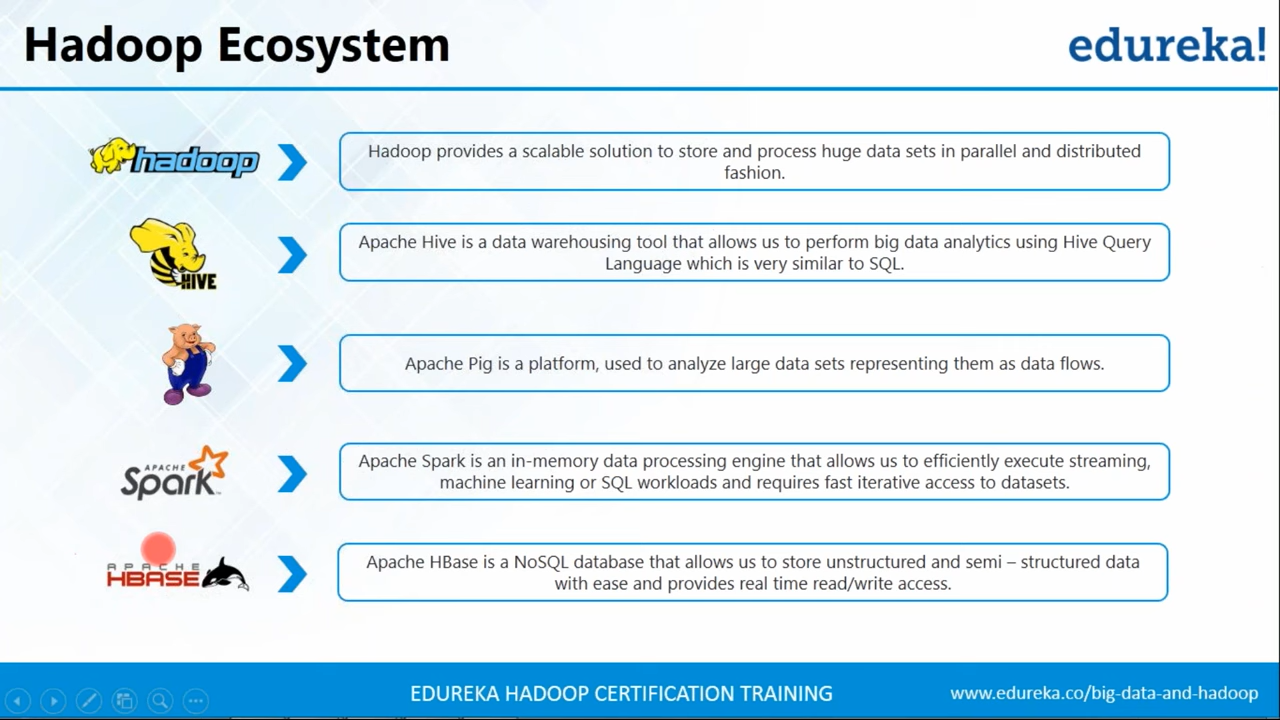 Hadoop Ecosystem
edureka!
hadoop
Hadoop provides a scalable solution to store and process huge data sets in parallel and distributed
fashion.
HIVE
Apache Hive is a data warehousing tool that allows us to perform big data analytics using Hive Query
Language which is very similar to SQL.
Apache Pig is a platform, used to analyze large data sets representing them as data flows.
APACHE
Spark
Apache Spark is an in-memory data processing engine that allows us to efficiently execute streaming,
machine learning or SQL workloads and requires fast iterative access to datasets.
APACHE
HBASE
Apache HBase is a NoSQL database that allows us to store unstructured and semi – structured data
with ease and provides real time read/write access.
EDUREKA HADOOP CERTIFICATION TRAINING
www.edureka.co/big-data-and-hadoop